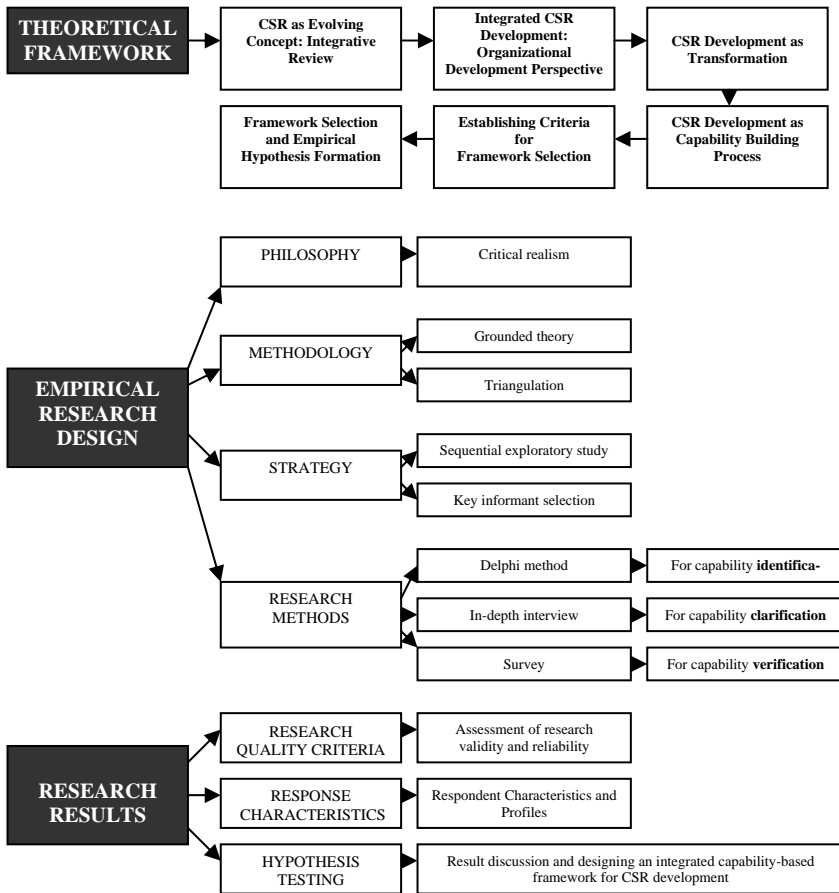 THEORETICAL
FRAMEWORK
CSR as Evolving
Concept: Integrative
Review
Integrated CSR
Development:
Organizational
Development Perspective
CSR Development as
Transformation
CSR Development as
Capability Building
Process
Establishing Criteria
for
Framework Selection
Framework Selection
and Empirical
Hypothesis Formation
EMPIRICAL
RESEARCH
DESIGN
PHILOSOPHY
Critical realism
METHODOLOGY
Grounded theory
Triangulation
STRATEGY
Sequential exploratory study
Key informant selection
RESEARCH
METHODS
Delphi method
For capability identifica-
In-depth interview
For capability clarification
Survey
For capability verification
RESEARCH
RESULTS
RESEARCH
QUALITY CRITERIA
Assessment of research
validity and reliability
RESPONSE
CHARACTERISTICS
Respondent Characteristics and
Profiles
HYPOTHESIS
TESTING
Result discussion and designing an integrated capability-based
framework for CSR development